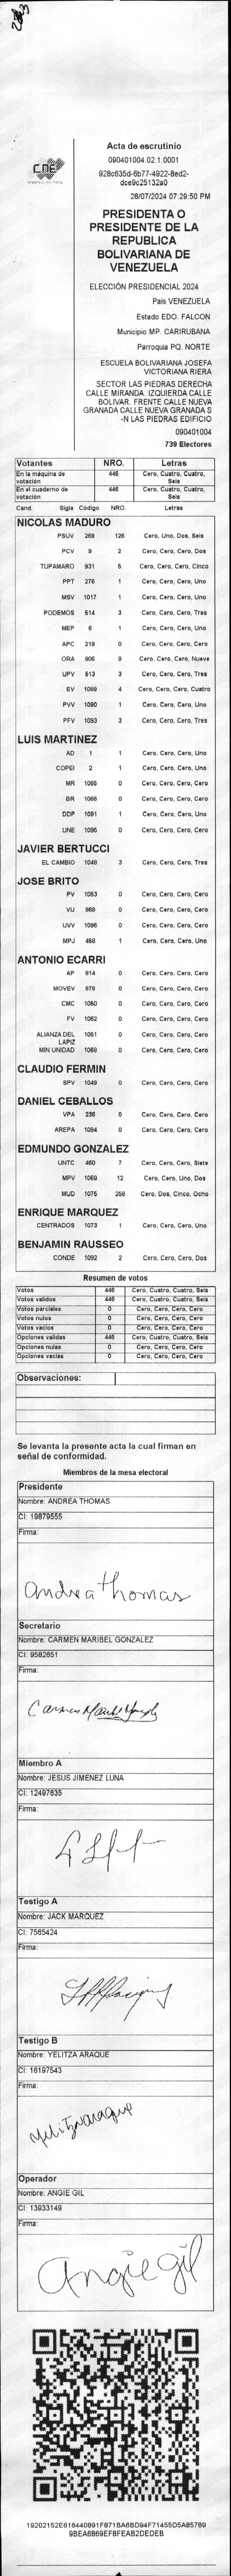 CNE
Acta de escrutinio
090401004.02.1.0001
928c635d-6b77-4922-8ed2-
dce9c25132a0
28/07/2024 07:29:50 PM
PRESIDENTA O
PRESIDENTE DE LA
REPUBLICA
BOLIVARIANA DE
VENEZUELA
ELECCIÓN PRESIDENCIAL 2024
País VENEZUELA
Estado EDO. FALCON
Municipio MP. CARIRUBANA
Parroquia PQ. NORTE
ESCUELA BOLIVARIANA JOSEFA
VICTORIANA RIERA
SECTOR LAS PIEDRAS DERECHA
CALLE MIRANDA. IZQUIERDA CALLE
BOLIVAR. FRENTE CALLE NUEVA
GRANADA CALLE NUEVA GRANADA S
-N LAS PIEDRAS EDIFICIO
090401004
739 Electores
Votantes NRO. Letras
En la máquina de votación 446 Cero, Cuatro, Cuatro, Seis
En el cuaderno de votación 446 Cero, Cuatro, Cuatro, Seis
Cand. Sigla Código NRO. Letras
NICOLAS MADURO
PSUV 269 126 Cero, Uno, Dos, Seis
PCV 9 2 Cero, Cero, Cero, Dos
TUPAMARO 931 5 Cero, Cero, Cero, Cinco
PPT 276 1 Cero, Cero, Cero, Uno
MSV 1017 1 Cero, Cero, Cero, Uno
PODEMOS 514 3 Cero, Cero, Cero, Tres
MEP 6 1 Cero, Cero, Cero, Uno
APC 219 0 Cero, Cero, Cero, Cero
ORA 906 9 Cero, Cero, Cero, Nueve
UPV 513 3 Cero, Cero, Cero, Tres
EV 1089 4 Cero, Cero, Cero, Cuatro
PVV 1090 1 Cero, Cero, Cero, Uno
PFV 1093 3 Cero, Cero, Cero, Tres
LUIS MARTINEZ
AD 1 1 Cero, Cero, Cero, Uno
COPEI 2 1 Cero, Cero, Cero, Uno
MR 1065 0 Cero, Cero, Cero, Cero
BR 1066 0 Cero, Cero, Cero, Cero
DDP 1091 1 Cero, Cero, Cero, Uno
UNE 1095 0 Cero, Cero, Cero, Cero
JAVIER BERTUCCI
EL CAMBIO 1048 3 Cero, Cero, Cero, Tres
JOSE BRITO
PV 1053 0 Cero, Cero, Cero, Cero
VU 868 0 Cero, Cero, Cero, Cero
UVV 1096 0 Cero, Cero, Cero, Cero
MPJ 458 1 Cero, Cero, Cero, Uno
ANTONIO ECARRI
AP 814 0 Cero, Cero, Cero, Cero
MOVEV 979 0 Cero, Cero, Cero, Cero
CMC 1050 0 Cero, Cero, Cero, Cero
FV 1062 0 Cero, Cero, Cero, Cero
ALIANZA DEL LAPIZ 1051 0 Cero, Cero, Cero, Cero
MIN UNIDAD 1088 0 Cero, Cero, Cero, Cero
CLAUDIO FERMIN
SPV 1049 0 Cero, Cero, Cero, Cero
DANIEL CEBALLOS
VPA 236 0 Cero, Cero, Cero, Cero
AREPA 1094 0 Cero, Cero, Cero, Cero
EDMUNDO GONZALEZ
UNTC 460 7 Cero, Cero, Cero, Siete
MPV 1069 12 Cero, Cero, Uno, Dos
MUD 1075 258 Cero, Dos, Cinco, Ocho
ENRIQUE MARQUEZ
CENTRADOS 1073 1 Cero, Cero, Cero, Uno
BENJAMIN RAUSSEO
CONDE 1092 2 Cero, Cero, Cero, Dos
Resumen de votos
Votos 446 Cero, Cuatro, Cuatro, Seis
Votos validos 446 Cero, Cuatro, Cuatro, Seis
Votos parciales 0 Cero, Cero, Cero, Cero
Votos nulos 0 Cero, Cero, Cero, Cero
Votos vacios 0 Cero, Cero, Cero, Cero
Opciones validas 446 Cero, Cuatro, Cuatro, Seis
Opciones nulas 0 Cero, Cero, Cero, Cero
Opciones vacias 0 Cero, Cero, Cero, Cero
Observaciones:
Se levanta la presente acta la cual firman en
señal de conformidad.
Miembros de la mesa electoral
Presidente
Nombre: ANDREA THOMAS
CI: 19879555
Firma:
Andrea Thomas
Secretario
Nombre: CARMEN MARIBEL GONZALEZ
CI: 9582651
Firma:
Carmen Maribel
Miembro A
Nombre: JESUS JIMENEZ LUNA
CI: 12497635
Firma:
Testigo A
Nombre: JACK MARQUEZ
CI: 7565424
Firma:
Testigo B
Nombre: YELITZA ARAQUE
CI: 16197543
Firma:
Yelitza araque
Operador
Nombre: ANGIE GIL
CI: 13933149
Firma:
Angie gil
19202152E616440891F871BA6BD94F71455D5A85789
9BEA6869EF8FEAB2DEDEB